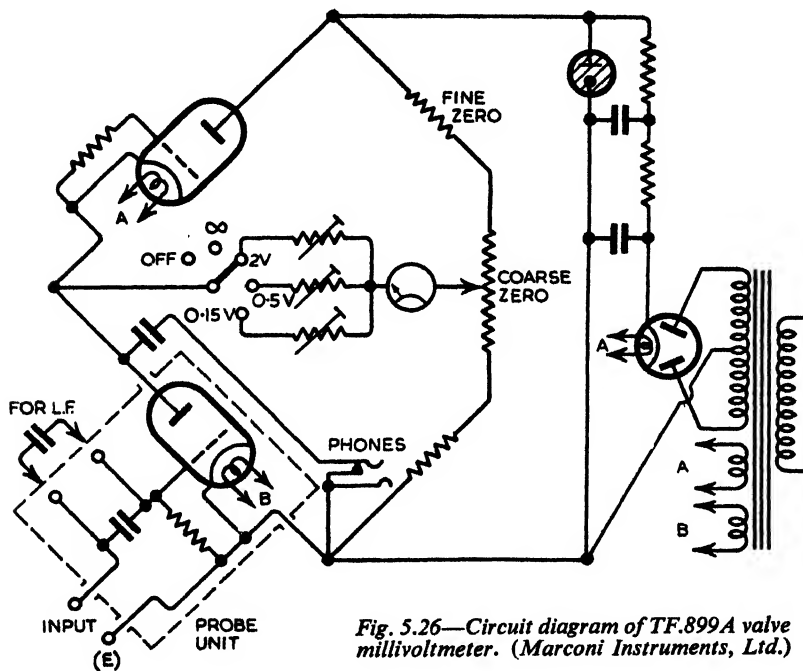 FINE
ZERO
A
∞
OFF
2V
0·5V
0·15V
COARSE
ZERO
A
FOR L.F.
PHONES
B
A
B
INPUT
(E)
PROBE
UNIT
Fig. 5.26—Circuit diagram of TF.899A valve
millivoltmeter. (Marconi Instruments, Ltd.)